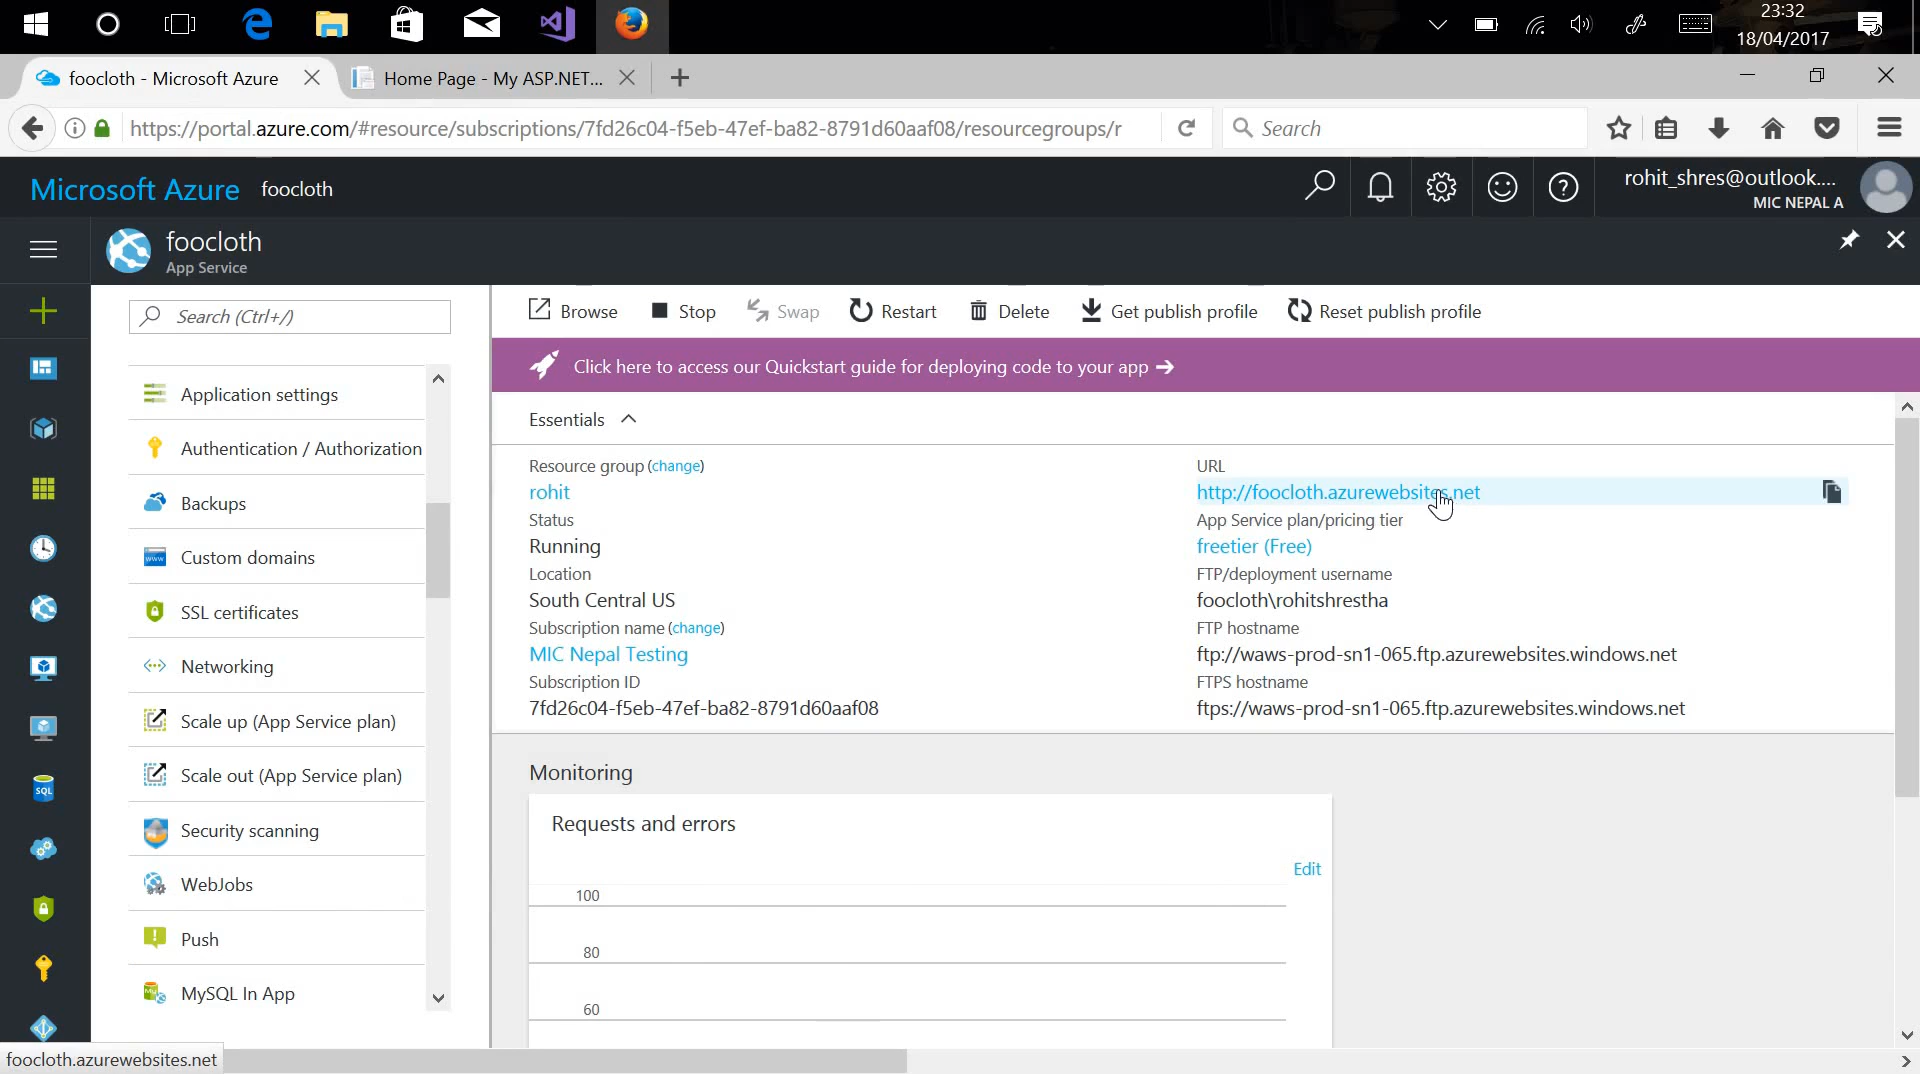 23:32
18/04/2017
foocloth - Microsoft Azure
Home Page - My ASP.NET...
https://portal.azure.com/#resource/subscriptions/7fd26c04-f5eb-47ef-ba82-8791d60aaf08/resourcegroups/r
Search
Microsoft Azure foocloth
rohit_shres@outlook....
MIC NEPAL A
foocloth
App Service
Search (Ctrl+/)
Browse Stop Swap Restart Delete Get publish profile Reset publish profile
Click here to access our Quickstart guide for deploying code to your app
Application settings
Authentication / Authorization
Backups
Custom domains
www
SSL certificates
Networking
Scale up (App Service plan)
Scale out (App Service plan)
Security scanning
WebJobs
Push
MySQL In App
SQL
Essentials
Resource group (change)
rohit
Status
Running
Location
South Central US
Subscription name (change)
MIC Nepal Testing
Subscription ID
7fd26c04-f5eb-47ef-ba82-8791d60aaf08
URL
http://foocloth.azurewebsites.net
App Service plan/pricing tier
freetier (Free)
FTP/deployment username
foocloth\rohitshrestha
FTP hostname
ftp://waws-prod-sn1-065.ftp.azurewebsites.windows.net
FTPS hostname
ftps://waws-prod-sn1-065.ftp.azurewebsites.windows.net
Monitoring
Requests and errors
Edit
100
80
60
foocloth.azurewebsites.net